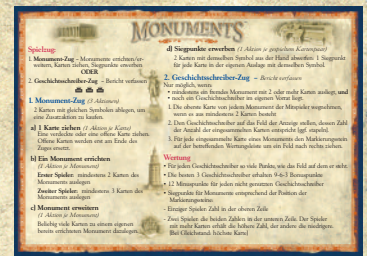 MONUMENTS
Spielzug:
1. Monument-Zug – Monumente errichten/er-
weitern, Karten ziehen, Siegpunkte erwerben
ODER
2. Geschichtsschreiber-Zug – Bericht verfassen
1. Monument-Zug (3 Aktionen)
2 Karten mit gleichen Symbolen ablegen, um
eine Zusatzaktion zu kaufen.
a) 1 Karte ziehen (1 Aktion je Karte)
Eine verdeckte oder eine offene Karte ziehen.
Offene Karten werden erst am Ende des
Zuges ersetzt.
b) Ein Monument errichten
(1 Aktion je Monument)
Erster Spieler: mindestens 2 Karten des
Monuments auslegen
Zweiter Spieler: mindestens 3 Karten des
Monuments auslegen
c) Monument erweitern
(1 Aktion je Monument)
Beliebig viele Karten zu einem eigenen
bereits errichteten Monument dazulegen.
d) Siegpunkte erwerben (1 Aktion je gespieltem Kartenpaar)
2 Karten mit demselben Symbol aus der Hand abwerfen: 1 Siegpunkt
für jede Karte in der eigenen Auslage mit demselben Symbol.
2. Geschichtsschreiber-Zug – Bericht verfassen
Nur möglich, wenn:
• mindestens ein fremdes Monument mit 2 oder mehr Karten ausliegt, und
• noch ein Geschichtsschreiber im eigenen Vorrat liegt.
1. Die oberste Karte von jedem Monument der Mitspieler wegnehmen,
wenn es aus mindestens 2 Karten besteht
2. Den Geschichtsschreiber auf das Feld der Anzeige stellen, dessen Zahl
der Anzahl der eingesammelten Karten entspricht (ggf. stapeln).
3. Für jede eingesammelte Karte eines Monuments den Markierungsstein
auf der betreffenden Wertungsleiste um ein Feld nach rechts ziehen.
Wertung
• Für jeden Geschichtsschreiber so viele Punkte, wie das Feld auf dem er steht.
• Die besten 3 Geschichtsschreiber erhalten 9-6-3 Bonuspunkte
• 12 Minuspunkte für jeden nicht genutzten Geschichtsschreiber
• Siegpunkte für Monumente entsprechend der Position der
Markierungssteine
- Einziger Spieler: Zahl in der oberen Zeile
- Zwei Spieler: die beiden Zahlen in der unteren Zeile. Der Spieler
mit mehr Karten erhält die höhere Zahl, der andere die niedrigere.
(Bei Gleichstand: höchste Karte)